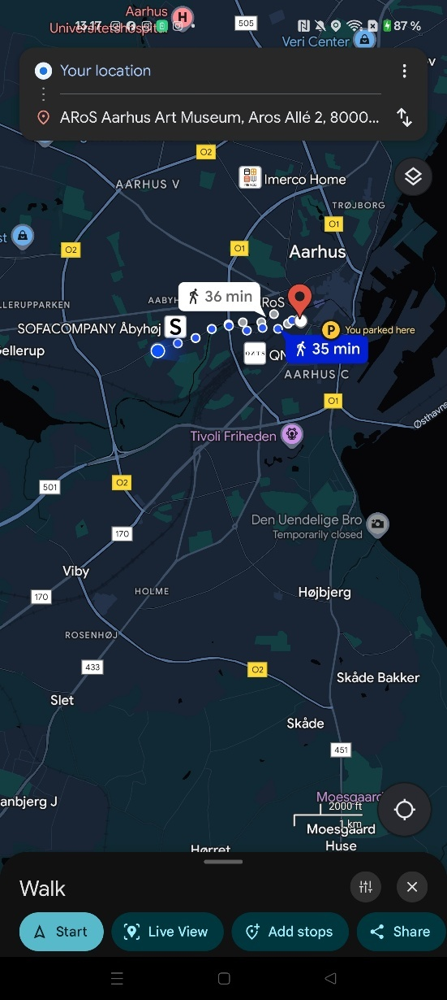 Aarhus
Universitetshospit...
13.17
87 %
505
Veri Center
Your location
ARoS Aarhus Art Museum, Aros Allé 2, 8000...
O2
AARHUS V
Imerco Home
TRØJBORG
O1
st
O2
O1
Aarhus
LLERUPPARKEN
AABYH
36 min
RoS
SOFACOMPANY Åbyhøj
S
P
You parked here
Gellerup
QN
35 min
AARHUS C
O1
Østhavns
Tivoli Friheden
501
O2
Den Uendelige Bro
Temporarily closed
170
Viby
HOLME
Højbjerg
170
ROSENHØJ
433
O2
Skåde Bakker
Slet
Skåde
451
Moesgaard
anbjerg J
2000 ft
1 km
Moesgaard
Huse
Hørret
Walk
Start
Live View
Add stops
Share